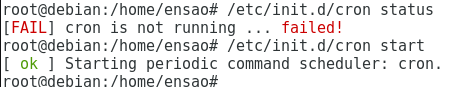 root@debian:/home/ensao# /etc/init.d/cron status
[FAIL] cron is not running ... failed!
root@debian:/home/ensao# /etc/init.d/cron start
[ ok ] Starting periodic command scheduler: cron.
root@debian:/home/ensao#